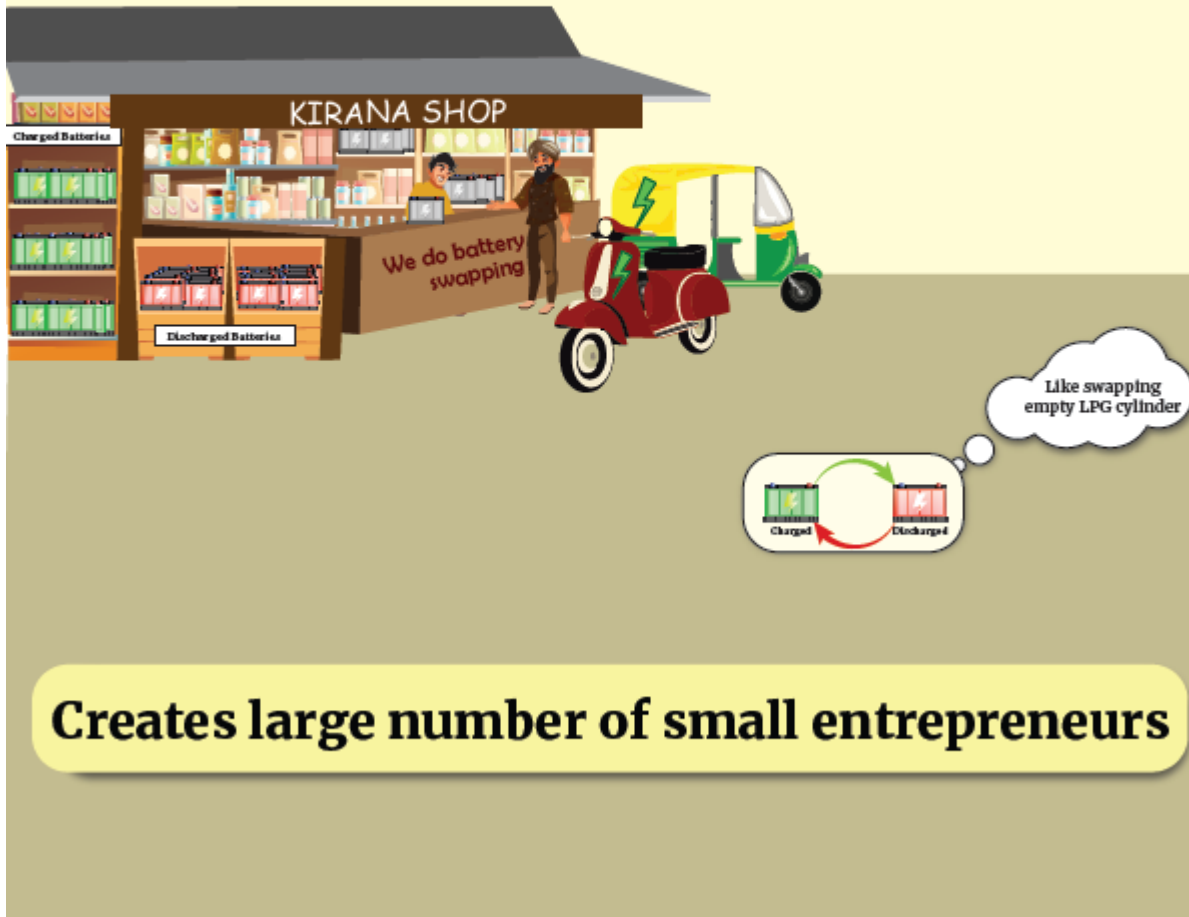 KIRANA SHOP
Charged Batteries
We do battery
swapping
Discharged Batteries
Like swapping
empty LPG cylinder
Charged
Discharged
Creates large number of small entrepreneurs